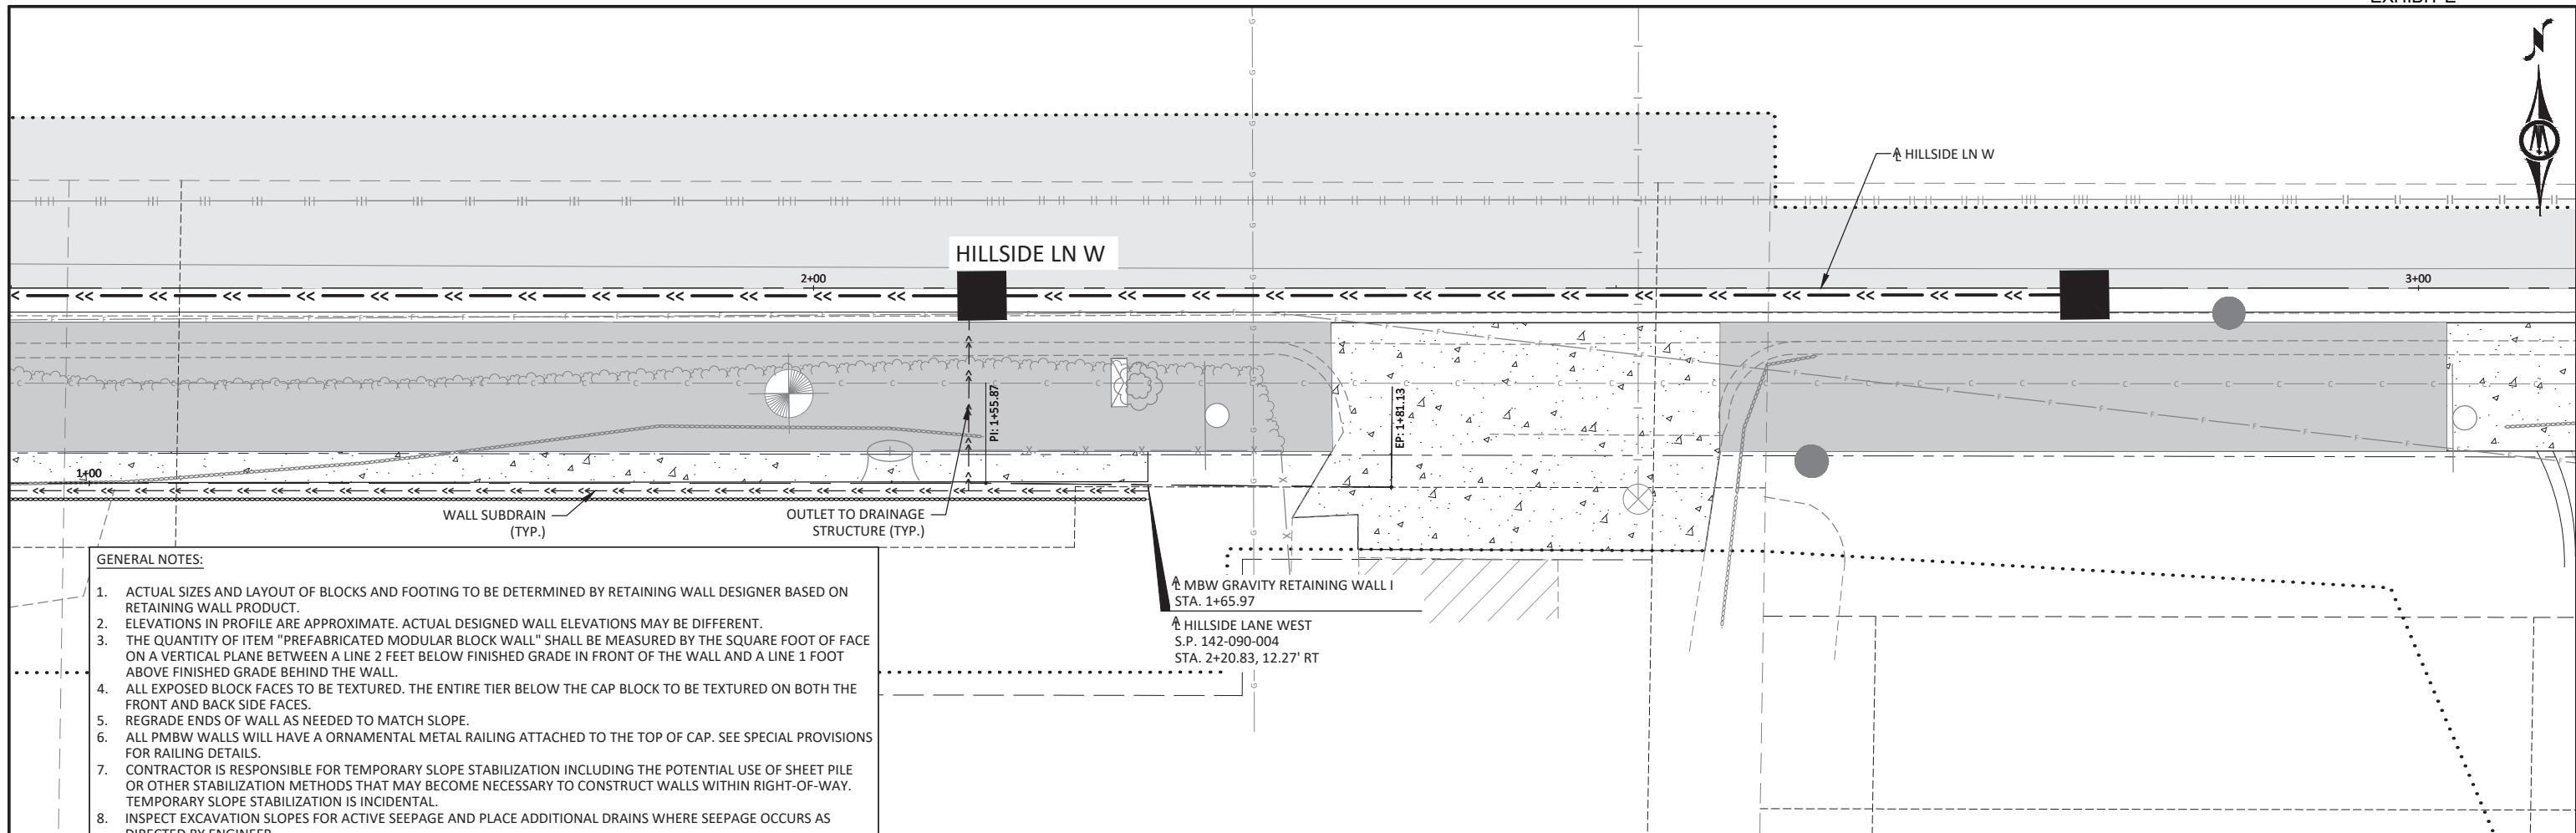 EXHIBIT E
N
HILLSIDE LN W
HILLSIDE LN W
2+00
3+00
PI: 1+55.87
EP: 1+81.13
1+00
WALL SUBDRAIN
(TYP.)
OUTLET TO DRAINAGE
STRUCTURE (TYP.)
MBW GRAVITY RETAINING WALL I
STA. 1+65.97
HILLSIDE LANE WEST
S.P. 142-090-004
STA. 2+20.83, 12.27' RT
GENERAL NOTES:
1. ACTUAL SIZES AND LAYOUT OF BLOCKS AND FOOTING TO BE DETERMINED BY RETAINING WALL DESIGNER BASED ON
RETAINING WALL PRODUCT.
2. ELEVATIONS IN PROFILE ARE APPROXIMATE. ACTUAL DESIGNED WALL ELEVATIONS MAY BE DIFFERENT.
3. THE QUANTITY OF ITEM "PREFABRICATED MODULAR BLOCK WALL" SHALL BE MEASURED BY THE SQUARE FOOT OF FACE
ON A VERTICAL PLANE BETWEEN A LINE 2 FEET BELOW FINISHED GRADE IN FRONT OF THE WALL AND A LINE 1 FOOT
ABOVE FINISHED GRADE BEHIND THE WALL.
4. ALL EXPOSED BLOCK FACES TO BE TEXTURED. THE ENTIRE TIER BELOW THE CAP BLOCK TO BE TEXTURED ON BOTH THE
FRONT AND BACK SIDE FACES.
5. REGRADE ENDS OF WALL AS NEEDED TO MATCH SLOPE.
6. ALL PMBW WALLS WILL HAVE A ORNAMENTAL METAL RAILING ATTACHED TO THE TOP OF CAP. SEE SPECIAL PROVISIONS
FOR RAILING DETAILS.
7. CONTRACTOR IS RESPONSIBLE FOR TEMPORARY SLOPE STABILIZATION INCLUDING THE POTENTIAL USE OF SHEET PILE
OR OTHER STABILIZATION METHODS THAT MAY BECOME NECESSARY TO CONSTRUCT WALLS WITHIN RIGHT-OF-WAY.
TEMPORARY SLOPE STABILIZATION IS INCIDENTAL.
8. INSPECT EXCAVATION SLOPES FOR ACTIVE SEEPAGE AND PLACE ADDITIONAL DRAINS WHERE SEEPAGE OCCURS AS
DIRECTED BY ENGINEER